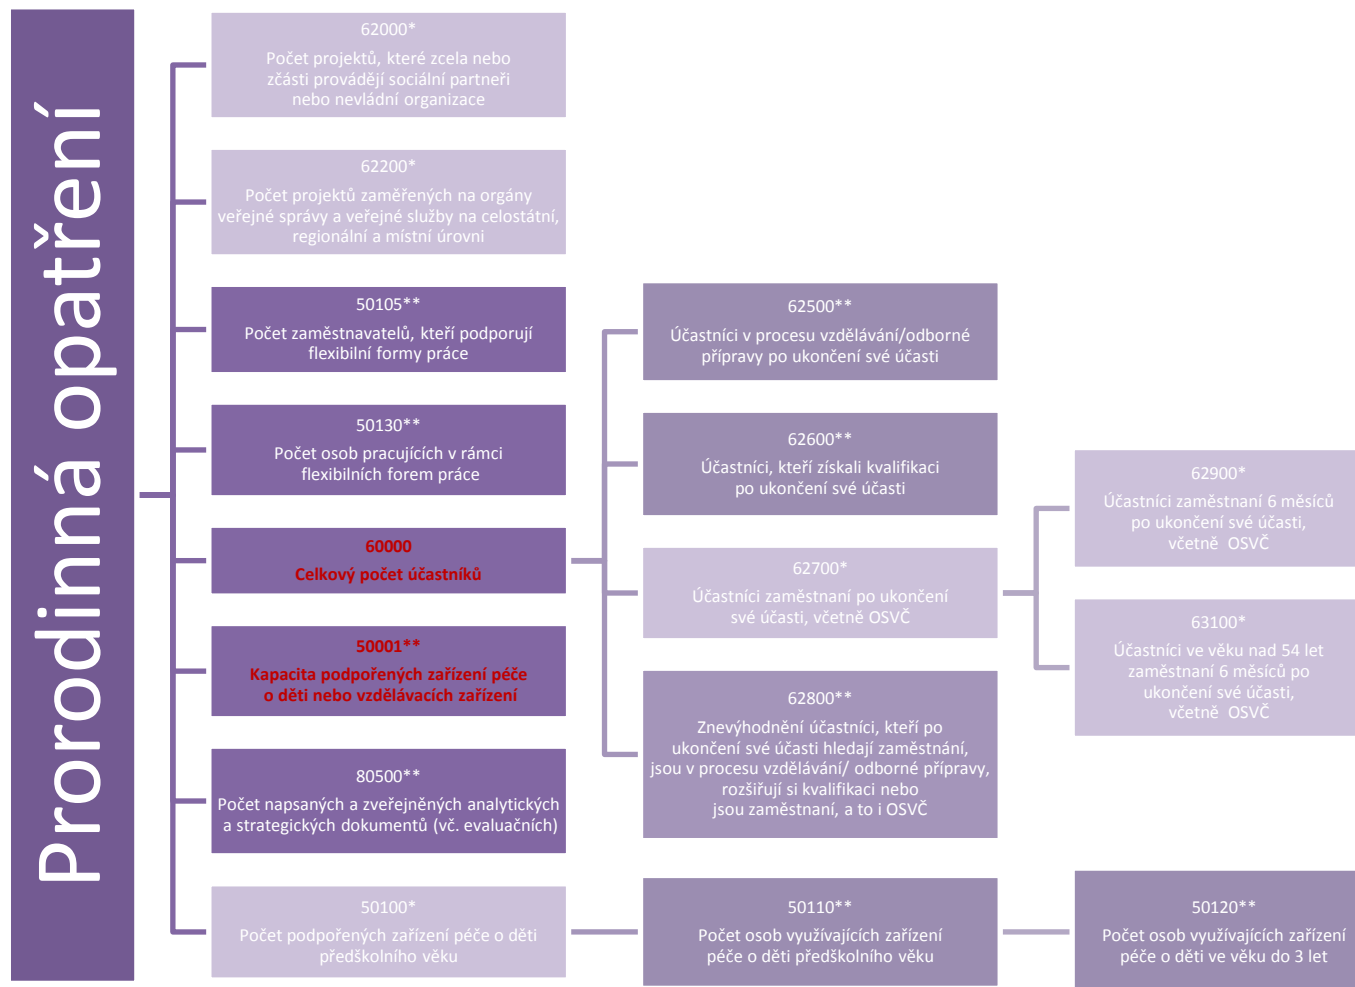 Prorodinná opatření
62000*
Počet projektů, které zcela nebo
zčásti provádějí sociální partneři
nebo nevládní organizace
62200*
Počet projektů zaměřených na orgány
veřejné správy a veřejné služby na celostátní,
regionální a místní úrovni
50105**
Počet zaměstnavatelů, kteří podporují
flexibilní formy práce
50130**
Počet osob pracujících v rámci
flexibilních forem práce
60000
Celkový počet účastníků
62500**
Účastníci v procesu vzdělávání/odborné
přípravy po ukončení své účasti
62600**
Účastníci, kteří získali kvalifikaci
po ukončení své účasti
62700*
Účastníci zaměstnaní po ukončení
své účasti, včetně OSVČ
62900*
Účastníci zaměstnaní 6 měsíců
po ukončení své účasti,
včetně OSVČ
63100*
Účastníci ve věku nad 54 let
zaměstnaní 6 měsíců po
ukončení své účasti,
včetně OSVČ
62800**
Znevýhodnění účastníci, kteří po
ukončení své účasti hledají zaměstnání,
jsou v procesu vzdělávání/ odborné přípravy,
rozšiřují si kvalifikaci nebo
jsou zaměstnaní, a to i OSVČ
50001**
Kapacita podpořených zařízení péče
o děti nebo vzdělávacích zařízení
80500**
Počet napsaných a zveřejněných analytických
a strategických dokumentů (vč. evaluačních)
50100*
Počet podpořených zařízení péče o děti
předškolního věku
50110**
Počet osob využívajících zařízení
péče o děti předškolního věku
50120**
Počet osob využívajících zařízení
péče o děti ve věku do 3 let